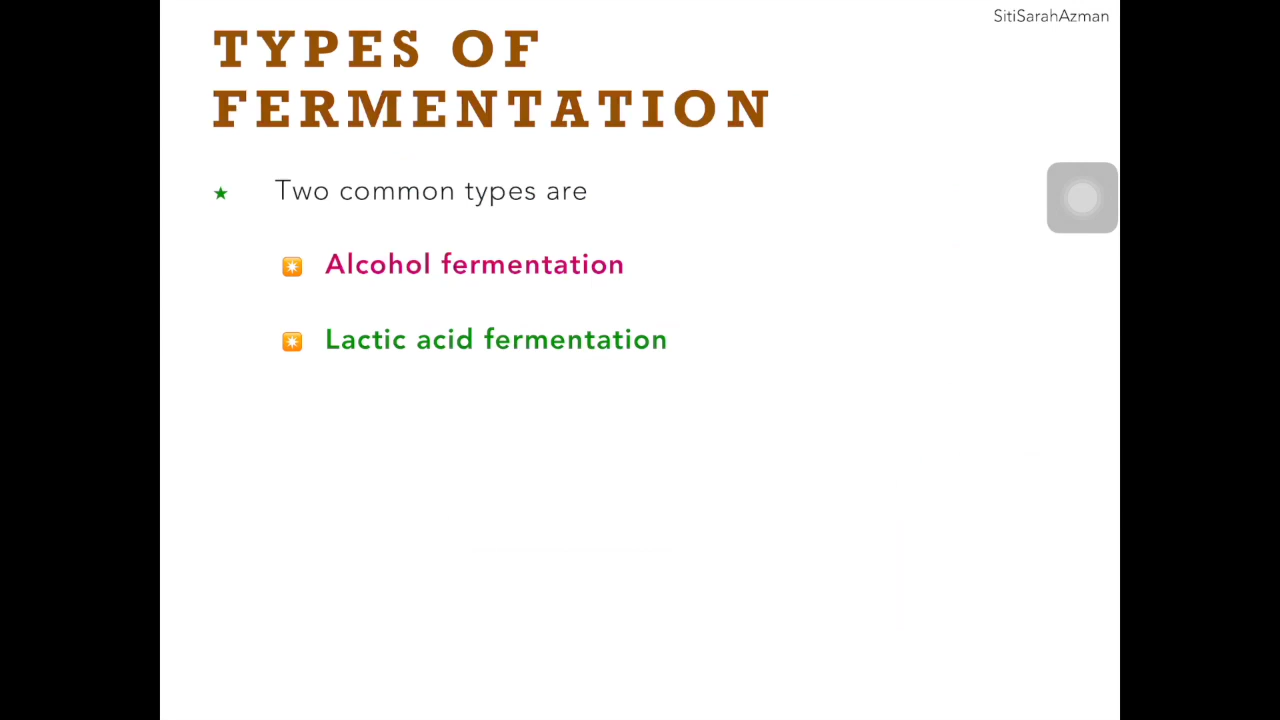 SitiSarahAzman
TYPES OF
FERMENTATION
Two common types are
Alcohol fermentation
Lactic acid fermentation